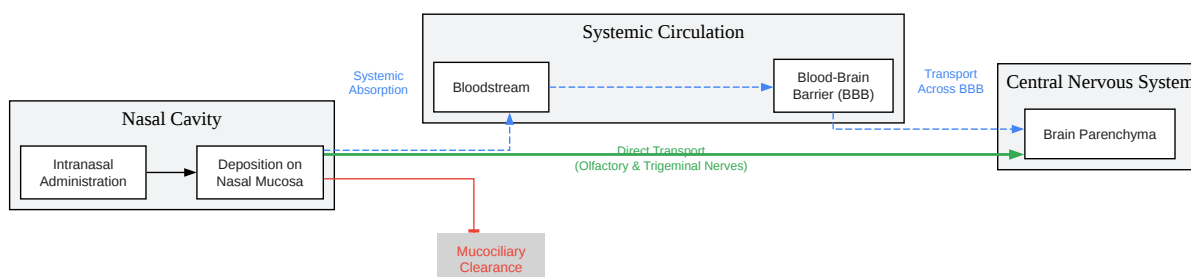 Systemic Circulation
Systemic
Absorption
Bloodstream
Blood-Brain
Barrier (BBB)
Transport
Across BBB
Central Nervous System
Brain Parenchyma
Nasal Cavity
Intranasal
Administration
Deposition on
Nasal Mucosa
Direct Transport
(Olfactory & Trigeminal Nerves)
Mucociliary
Clearance